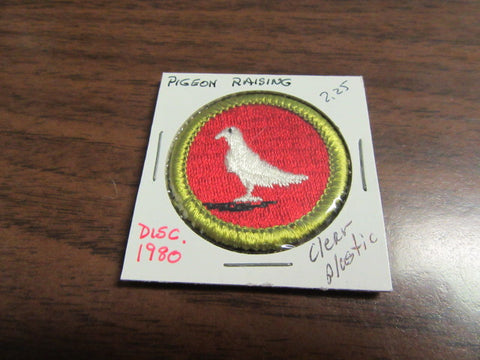 PIGEON RAISING
2.25
DISC.
1980
Clear
plastic